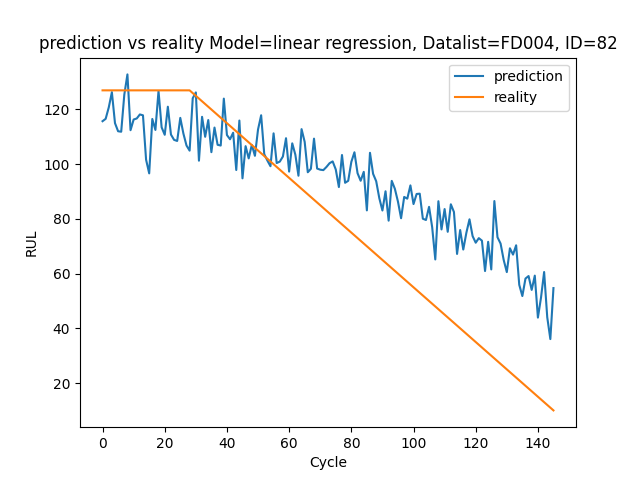 prediction vs reality Model=linear regression, Datalist=FD004, ID=82
prediction
reality
RUL
120
100
80
60
40
20
0 20 40 60 80 100 120 140
Cycle